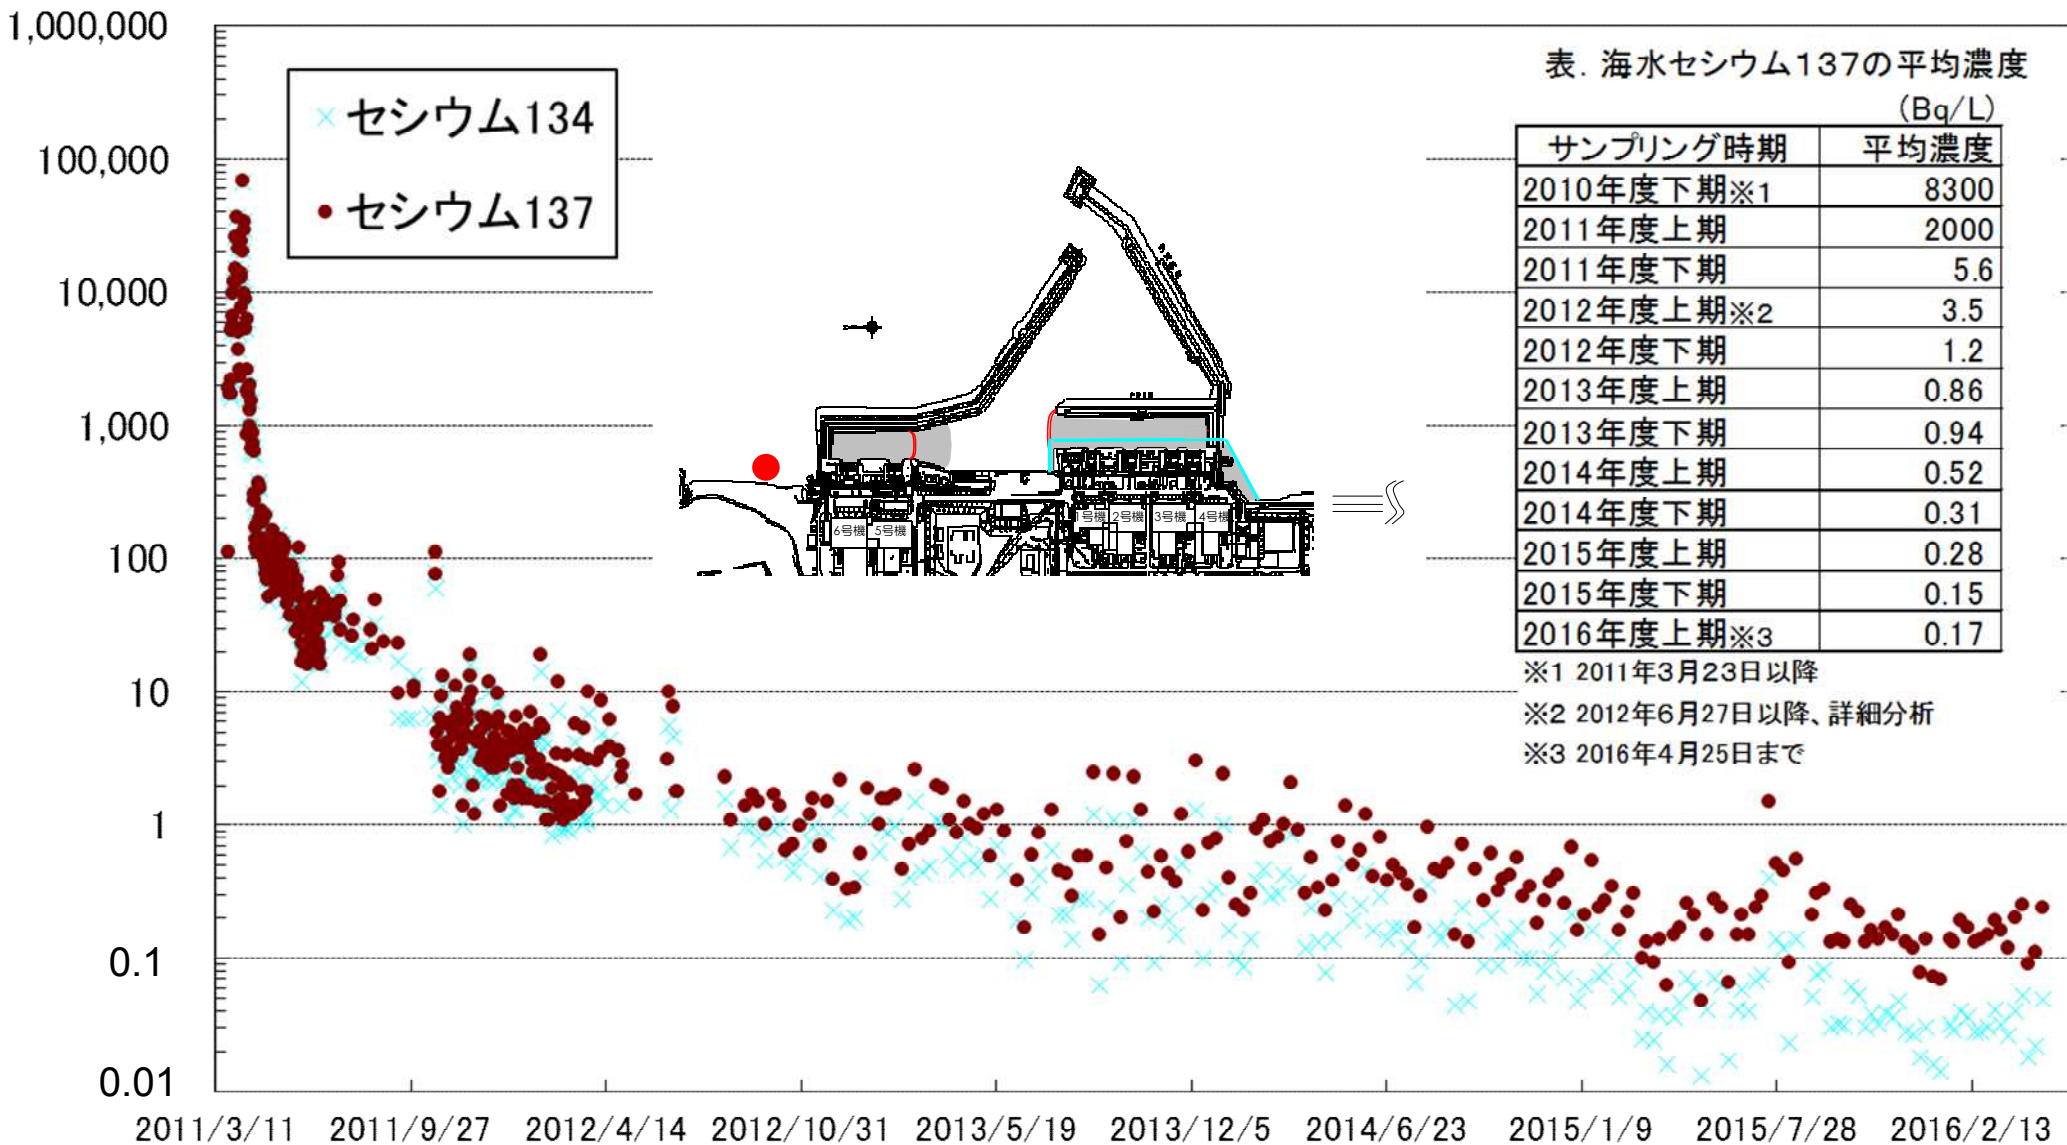 1,000,000
100,000
10,000
1,000
100
10
1
0.1
0.01
セシウム134
セシウム137
6号機 5号機
1号機 2号機 3号機 4号機
表. 海水セシウム137の平均濃度
(Bq/L)
サンプリング時期 平均濃度
2010年度下期※1 8300
2011年度上期 2000
2011年度下期 5.6
2012年度上期※2 3.5
2012年度下期 1.2
2013年度上期 0.86
2013年度下期 0.94
2014年度上期 0.52
2014年度下期 0.31
2015年度上期 0.28
2015年度下期 0.15
2016年度上期※3 0.17
※1 2011年3月23日以降
※2 2012年6月27日以降、詳細分析
※3 2016年4月25日まで
2011/3/11 2011/9/27 2012/4/14 2012/10/31 2013/5/19 2013/12/5 2014/6/23 2015/1/9 2015/7/28 2016/2/13